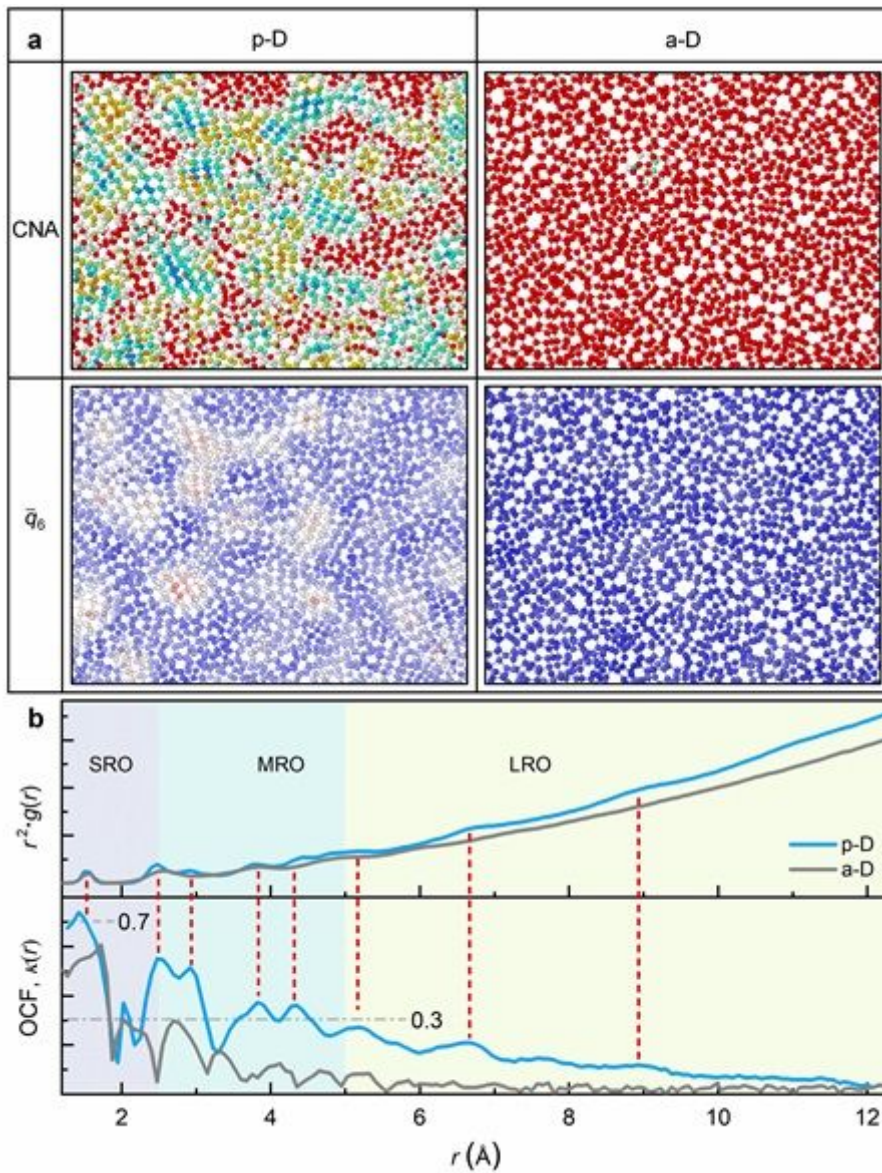 a
p-D
a-D
CNA
q̄₆
b
SRO
MRO
LRO
r²·g(r)
p-D
a-D
0.7
OCF, κ(r)
0.3
2
4
6
8
10
12
r (Å)